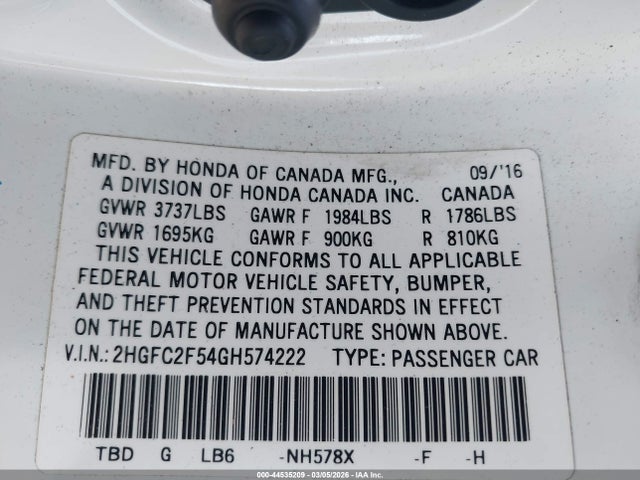 MFD. BY HONDA OF CANADA MFG., 09/'16
A DIVISION OF HONDA CANADA INC. CANADA
GVWR 3737LBS GAWR F 1984LBS R 1786LBS
GVWR 1695KG GAWR F 900KG R 810KG
THIS VEHICLE CONFORMS TO ALL APPLICABLE
FEDERAL MOTOR VEHICLE SAFETY, BUMPER,
AND THEFT PREVENTION STANDARDS IN EFFECT
ON THE DATE OF MANUFACTURE SHOWN ABOVE.
V.I.N.:2HGFC2F54GH574222 TYPE: PASSENGER CAR
TBD G LB6 -NH578X -F -H
000-44535209 - 03/05/2026 - IAA Inc.